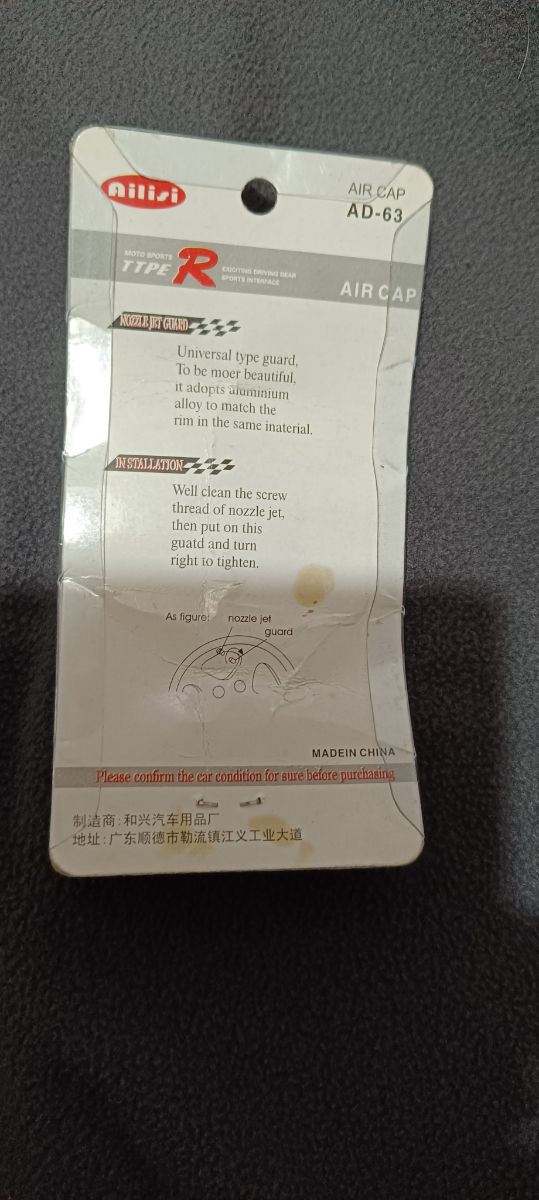 ailisi
AIR CAP
AD-63
MOTO SPORTS
TTPE R
EXCITING DRIVING GEAR
SPORTS INTERFACE
AIR CAP
NOZZLE JET GUARD
Universal type guard,
To be moer beautiful,
it adopts aluminium
alloy to match the
rim in the same inaterial.
INSTALLATION
Well clean the screw
thread of nozzle jet,
then put on this
guatd and turn
right to tighten.
As figure: nozzle jet
guard
MADEIN CHINA
Please confirm the car condition for sure before purchasing
制造商:和兴汽车用品厂
地址:广东顺德市勒流镇江义工业大道